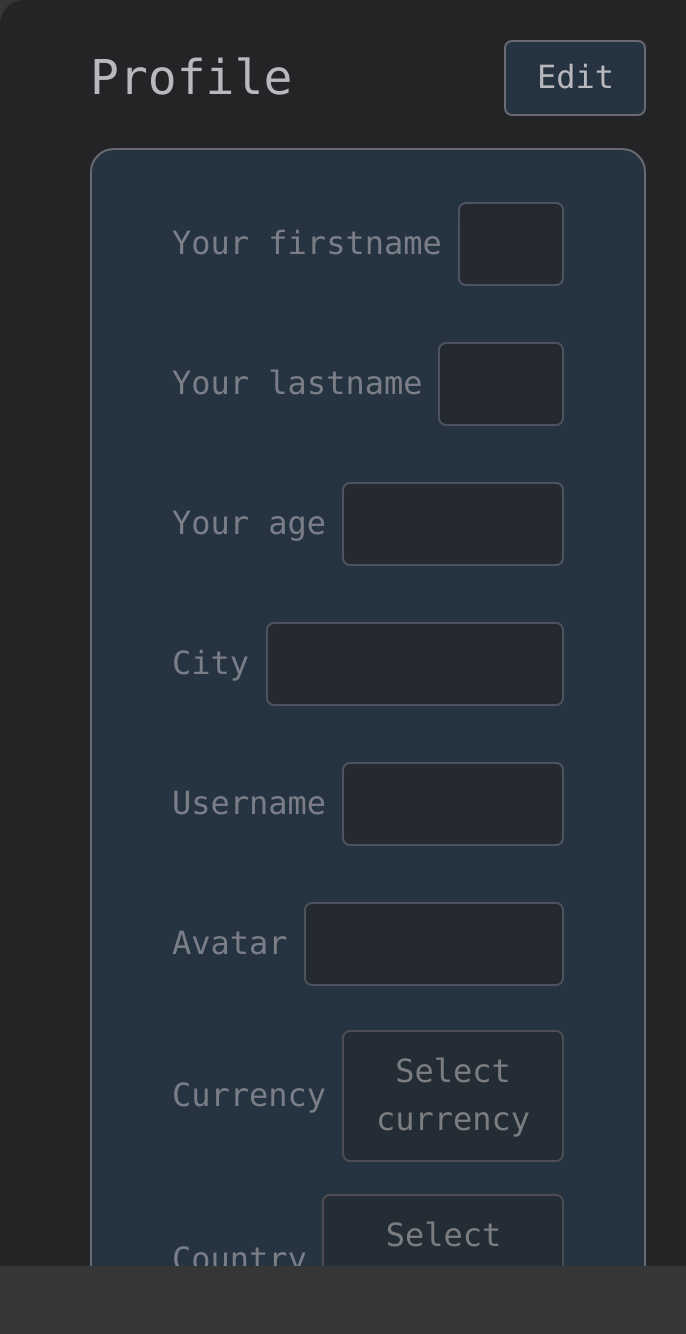 Profile
Edit
Your firstname
Your lastname
Your age
City
Username
Avatar
Currency
Select
currency
Country
Select